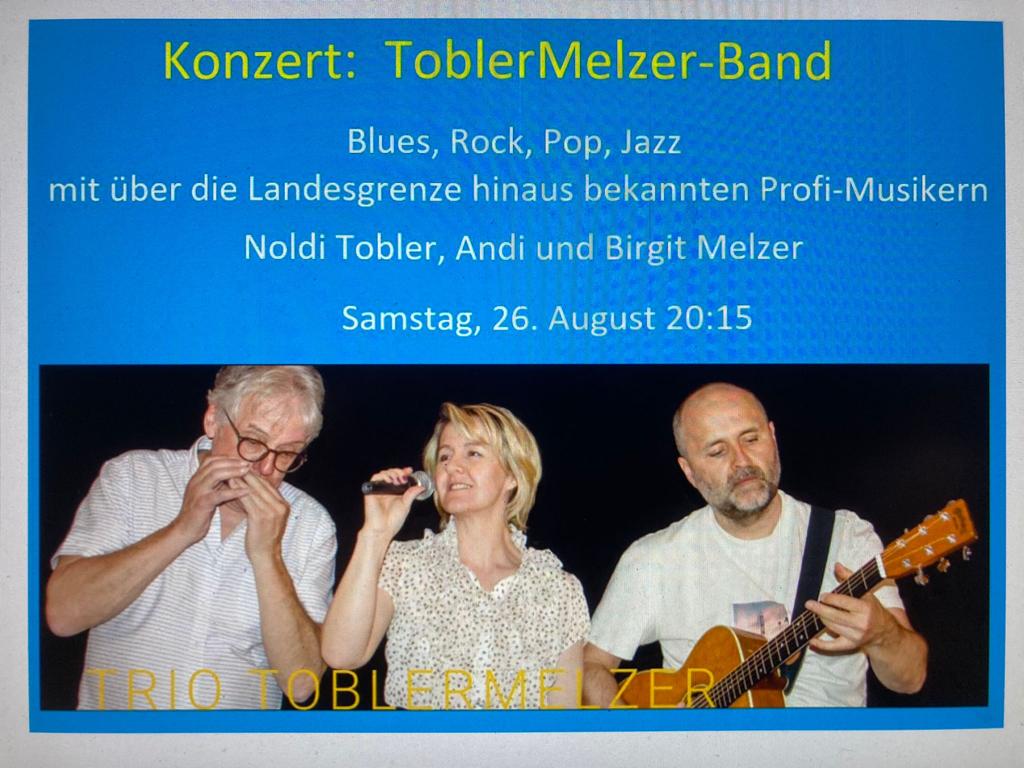 Konzert: ToblerMelzer-Band
Blues, Rock, Pop, Jazz
mit über die Landesgrenze hinaus bekannten Profi-Musikern
Noldi Tobler, Andi und Birgit Melzer
Samstag, 26. August 20:15
TRIO TOBLERMELZER